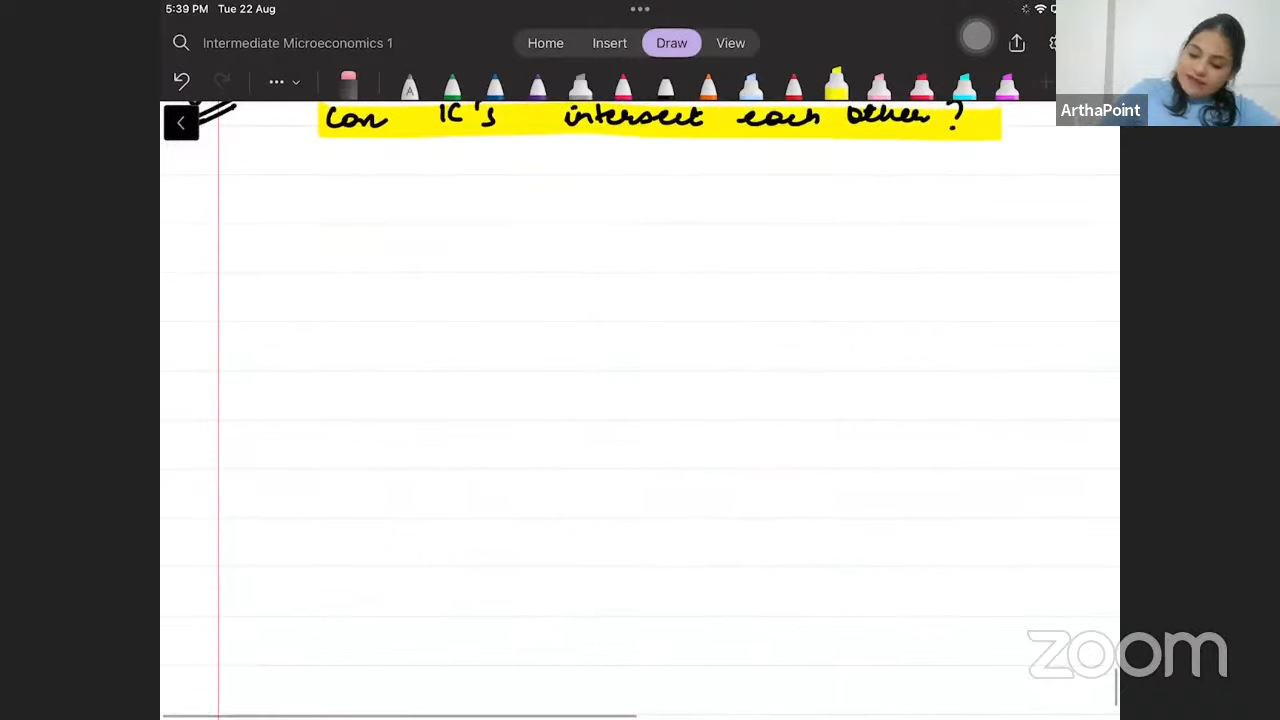 5:39 PM Tue 22 Aug
Intermediate Microeconomics 1
Home Insert Draw View
A
ArthaPoint
Can IC's intersect each other?
zoom